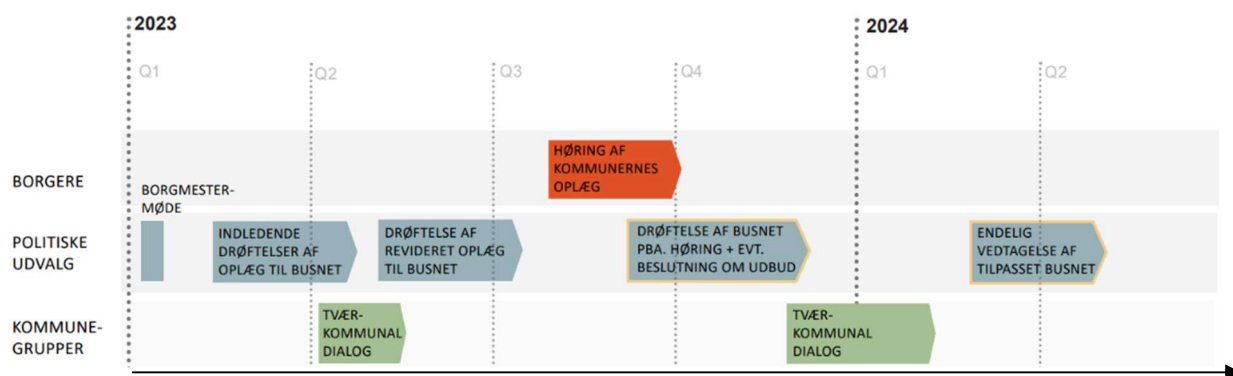 2023
2024
Q1
Q2
Q3
Q4
Q1
Q2
BORGERE
HØRING AF
KOMMUNERNES
OPLÆG
POLITISKE
UDVALG
BORGMESTER-
MØDE
INDLEDENDE
DRØFTELSER AF
OPLÆG TIL BUSNET
DRØFTELSE AF
REVIDERET OPLÆG
TIL BUSNET
DRØFTELSE AF BUSNET
PBA. HØRING + EVT.
BESLUTNING OM UDBUD
ENDELIG
VEDTAGELSE AF
TILPASSET BUSNET
KOMMUNE-
GRUPPER
TVÆR-
KOMMUNAL
DIALOG
TVÆR-
KOMMUNAL
DIALOG